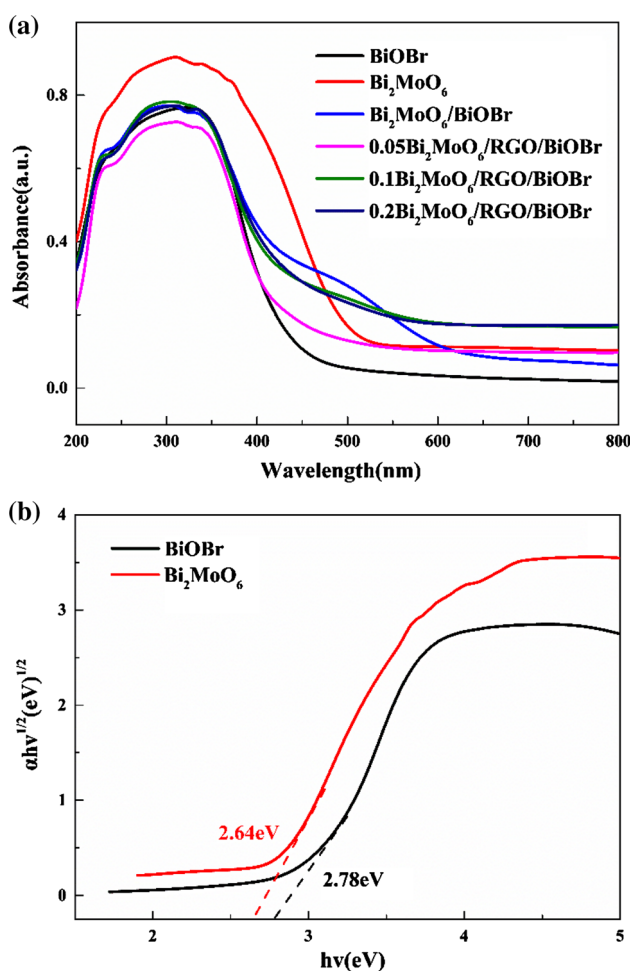 (a)
BiOBr
Bi₂MoO₆
Bi₂MoO₆/BiOBr
0.05Bi₂MoO₆/RGO/BiOBr
0.1Bi₂MoO₆/RGO/BiOBr
0.2Bi₂MoO₆/RGO/BiOBr
Absorbance(a.u.)
0.8
0.4
0.0
200 300 400 500 600 700 800
Wavelength(nm)
(b)
BiOBr
Bi₂MoO₆
αhv¹/²(eV)¹/²
4
3
2
1
0
2.64eV
2.78eV
2 3 4 5
hv(eV)